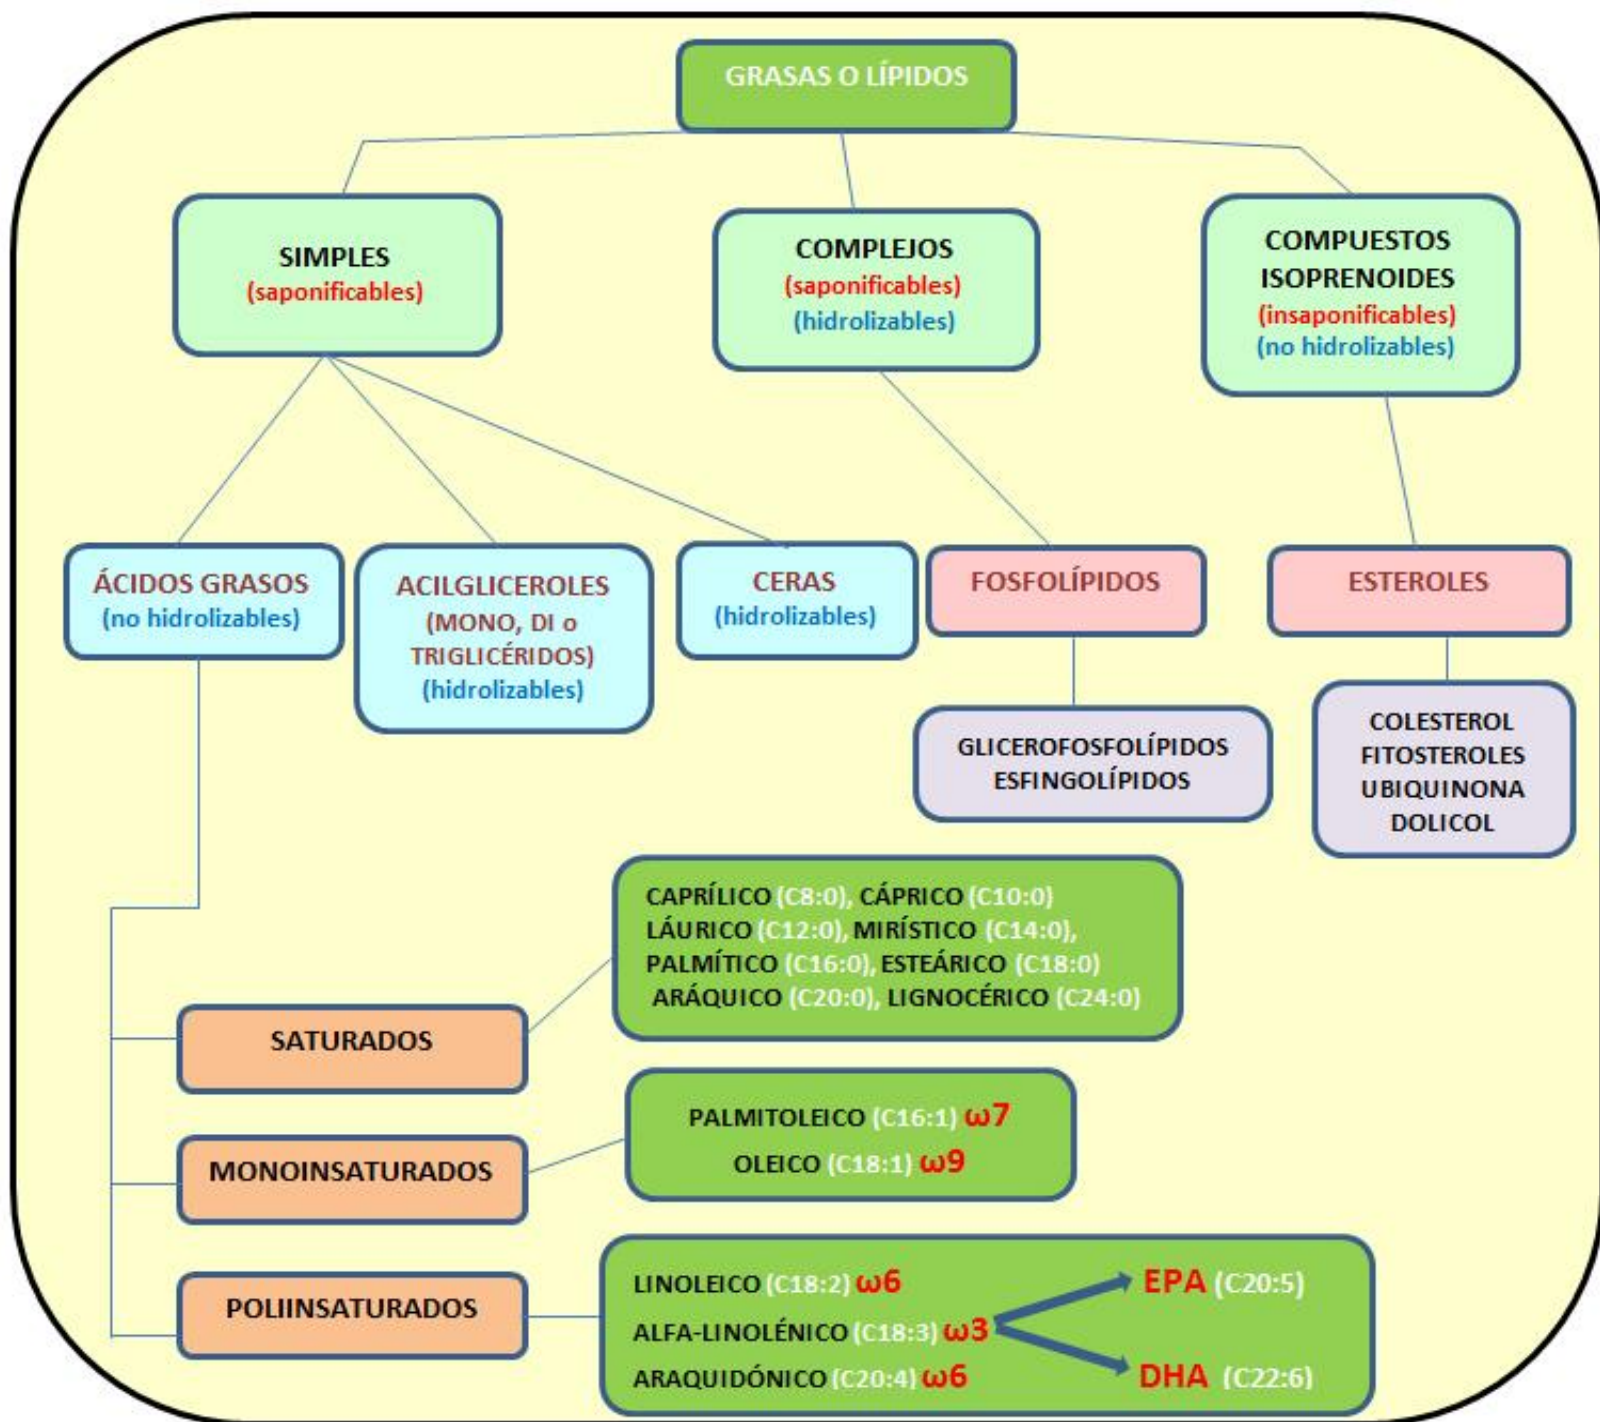 GRASAS O LÍPIDOS
SIMPLES
(saponificables)
COMPLEJOS
(saponificables)
(hidrolizables)
COMPUESTOS
ISOPRENOIDES
(insaponificables)
(no hidrolizables)
ÁCIDOS GRASOS
(no hidrolizables)
ACILGLICEROLES
(MONO, DI o
TRIGLICÉRIDOS)
(hidrolizables)
CERAS
(hidrolizables)
FOSFOLÍPIDOS
ESTEROLES
GLICEROFOSFOLÍPIDOS
ESFINGOLÍPIDOS
COLESTEROL
FITOSTEROLES
UBIQUINONA
DOLICOL
SATURADOS
CAPRÍLICO (C8:0), CÁPRICO (C10:0)
LÁURICO (C12:0), MIRÍSTICO (C14:0),
PALMÍTICO (C16:0), ESTEÁRICO (C18:0)
ARÁQUICO (C20:0), LIGNOCÉRICO (C24:0)
MONOINSATURADOS
PALMITOLEICO (C16:1) ω7
OLEICO (C18:1) ω9
POLIINSATURADOS
LINOLEICO (C18:2) ω6
ALFA-LINOLÉNICO (C18:3) ω3
ARAQUIDÓNICO (C20:4) ω6
EPA (C20:5)
DHA (C22:6)